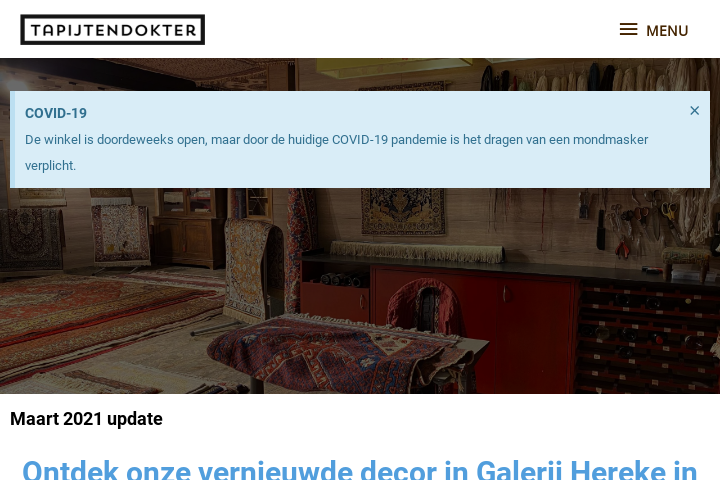 TAPIJTENDOKTER
MENU
COVID-19
×
De winkel is doordeweeks open, maar door de huidige COVID-19 pandemie is het dragen van een mondmasker
verplicht.
Maart 2021 update
Ontdek onze vernieuwde decor in Galerij Hereke in